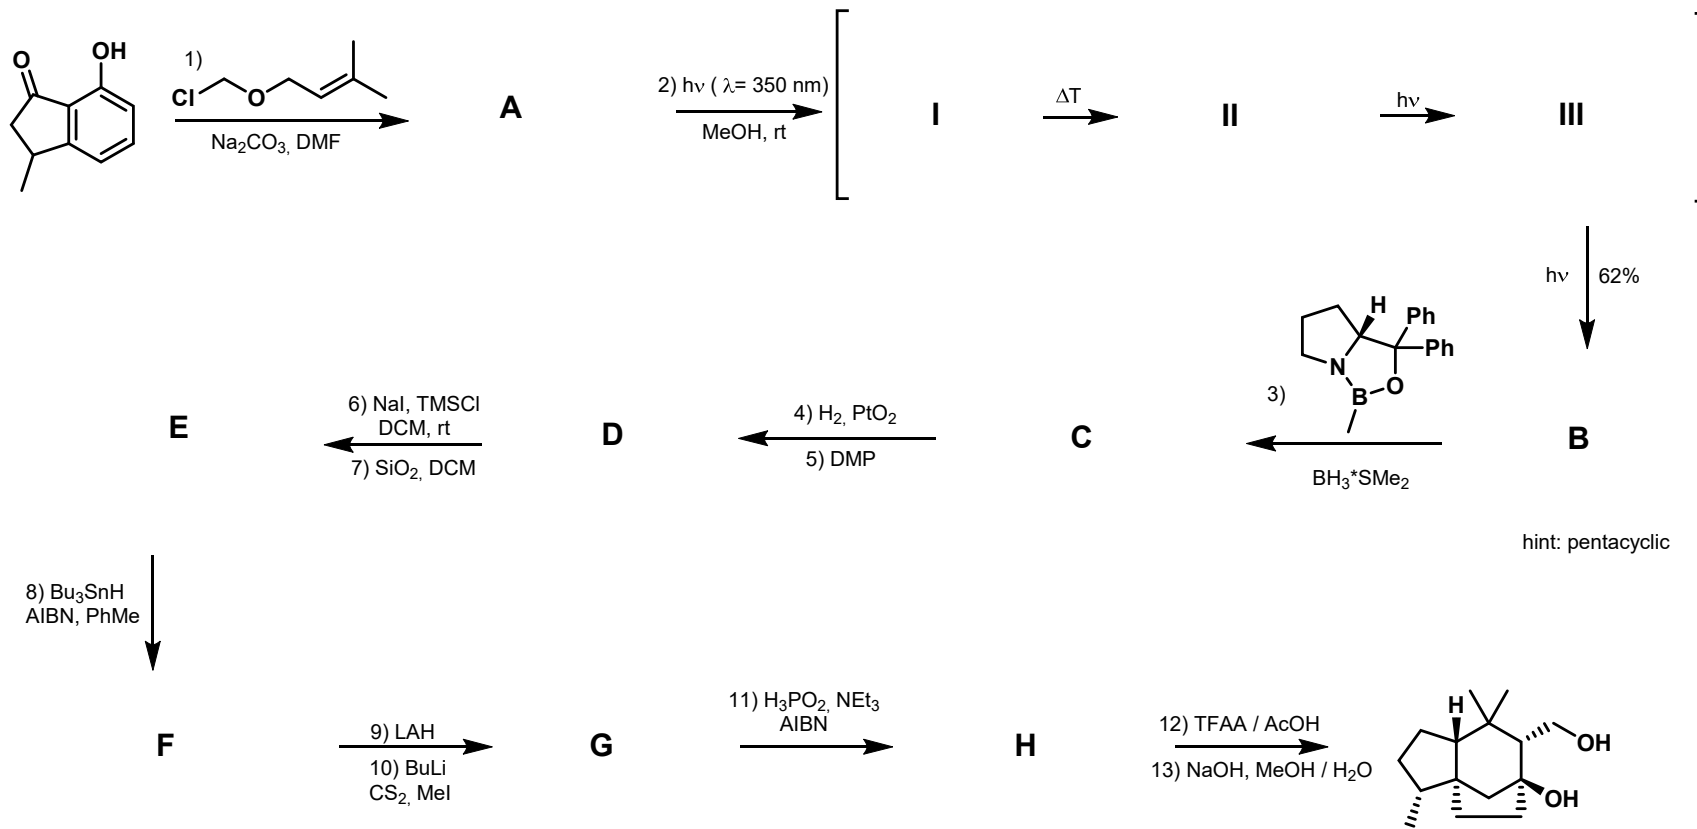 1)
O
OH
Cl
O
Na₂CO₃, DMF
A
2) hν ( λ= 350 nm)
MeOH, rt
I
ΔT
II
hν
III
hν
62%
3)
H
Ph
Ph
N
B
O
BH₃*SMe₂
B
hint: pentacyclic
C
4) H₂, PtO₂
5) DMP
D
6) NaI, TMSCl
DCM, rt
7) SiO₂, DCM
E
8) Bu₃SnH
AIBN, PhMe
F
9) LAH
10) BuLi
CS₂, MeI
G
11) H₃PO₂, NEt₃
AIBN
H
12) TFAA / AcOH
13) NaOH, MeOH / H₂O
H
OH
OH